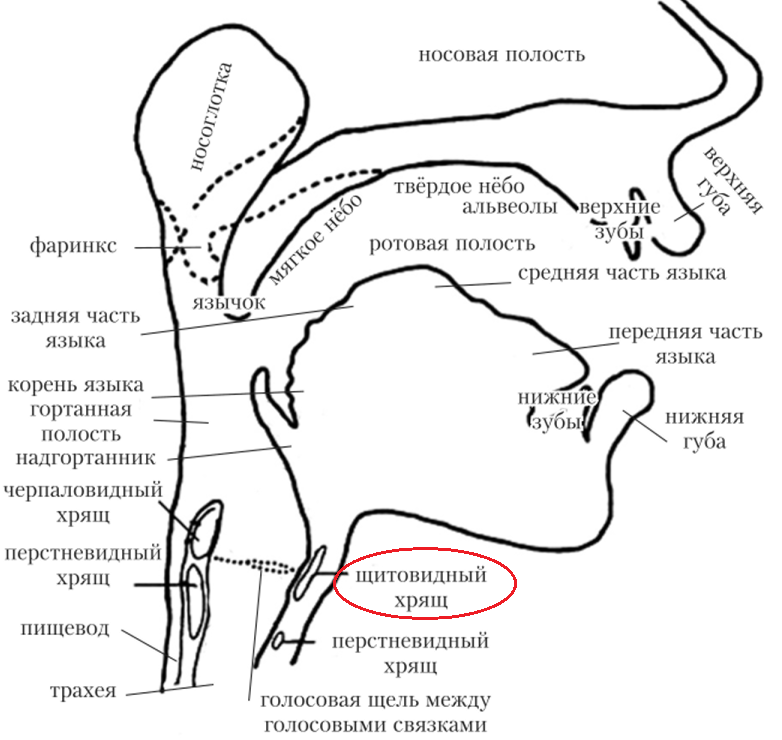 носовая полость
носоглотка
верхняя
губа
твёрдое нёбо
альвеолы
верхние
зубы
мягкое нёбо
фаринкс
ротовая полость
средняя часть языка
язычок
задняя часть
языка
передняя часть
языка
корень языка
нижние
зубы
гортанная
полость
нижняя
губа
надгортанник
черпаловидный
хрящ
перстневидный
хрящ
щитовидный
хрящ
пищевод
перстневидный
хрящ
трахея
голосовая щель между
голосовыми связками